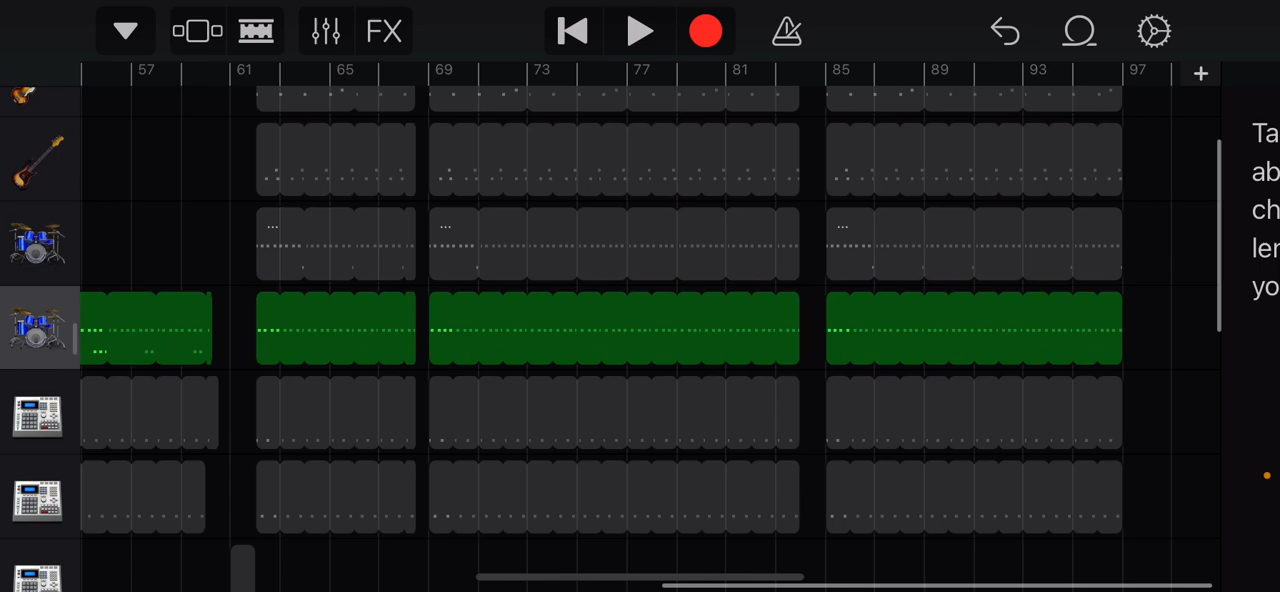 FX
57 61 65 69 73 77 81 85 89 93 97 +
Ta
ab
ch
ler
yo
...
... ...